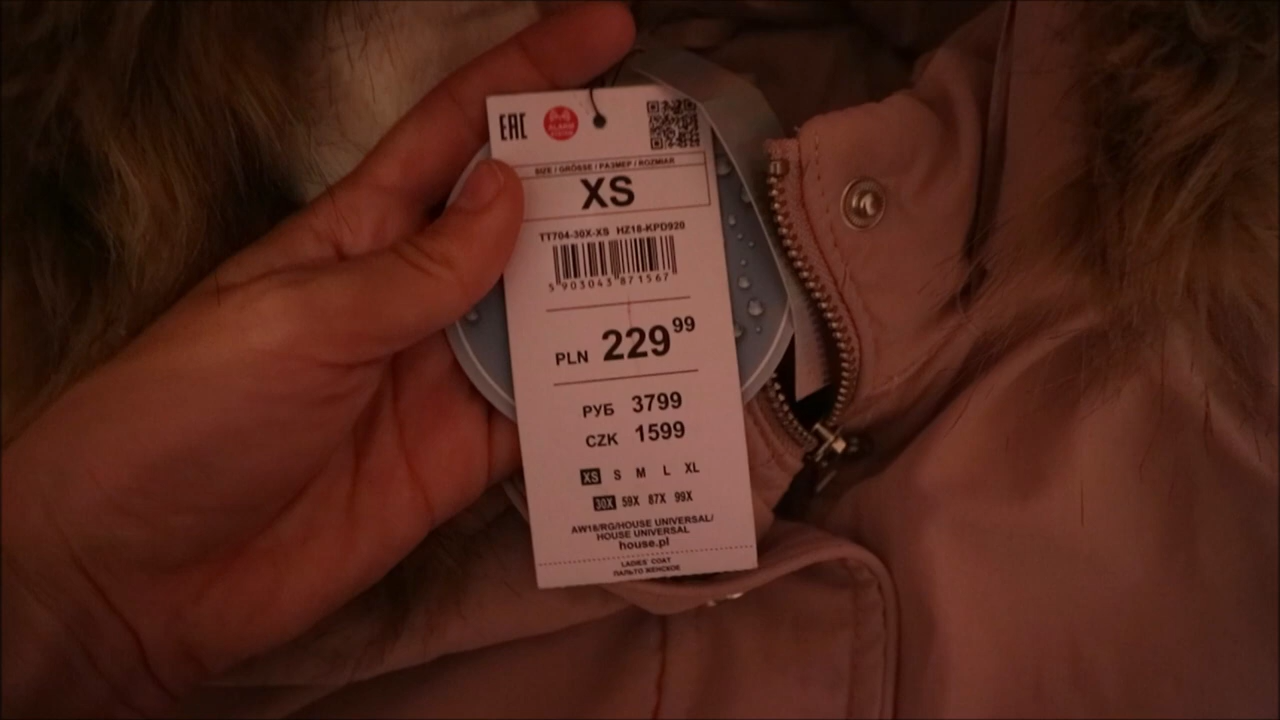 EAC
SIZE / GRÖSSE / РАЗМЕР / ROZMIAR
XS
TT704-30X-XS HZ18-KPD920
5 903043 871567
PLN 229 99
РУБ 3799
CZK 1599
XS S M L XL
30X 59X 87X 99X
AW18/RG/HOUSE UNIVERSAL/
HOUSE UNIVERSAL
house.pl
LADIES' COAT
ПАЛЬТО ЖЕНСКОЕ